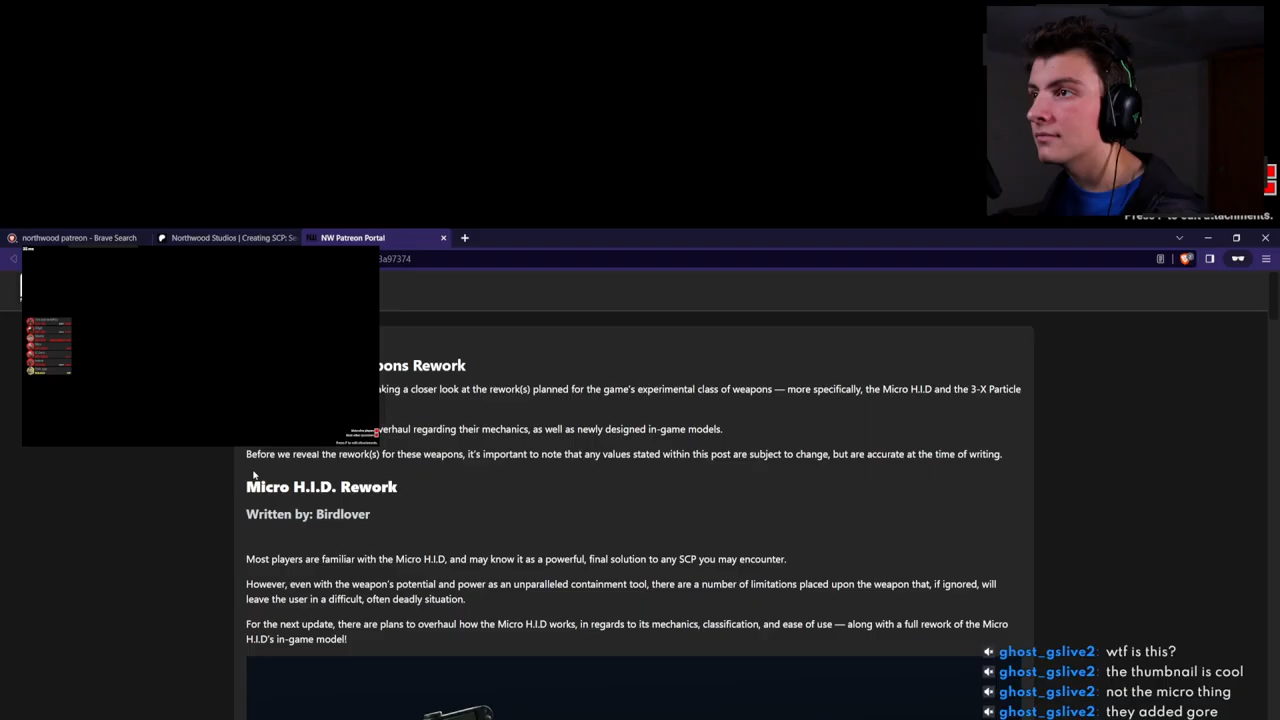 Press F to edit attachments.
northwood patreon - Brave Search
Northwood Studios | Creating SCP: Se
NW Patreon Portal
3a97374
pons Rework
aking a closer look at the rework(s) planned for the game's experimental class of weapons — more specifically, the Micro H.I.D and the 3-X Particle
verhaul regarding their mechanics, as well as newly designed in-game models.
Before we reveal the rework(s) for these weapons, it's important to note that any values stated within this post are subject to change, but are accurate at the time of writing.
Micro H.I.D. Rework
Written by: Birdlover
Most players are familiar with the Micro H.I.D, and may know it as a powerful, final solution to any SCP you may encounter.
However, even with the weapon's potential and power as an unparalleled containment tool, there are a number of limitations placed upon the weapon that, if ignored, will
leave the user in a difficult, often deadly situation.
For the next update, there are plans to overhaul how the Micro H.I.D works, in regards to its mechanics, classification, and ease of use — along with a full rework of the Micro
H.I.D's in-game model!
ghost_gslive2: wtf is this?
ghost_gslive2: the thumbnail is cool
ghost_gslive2: not the micro thing
ghost_gslive2: they added gore